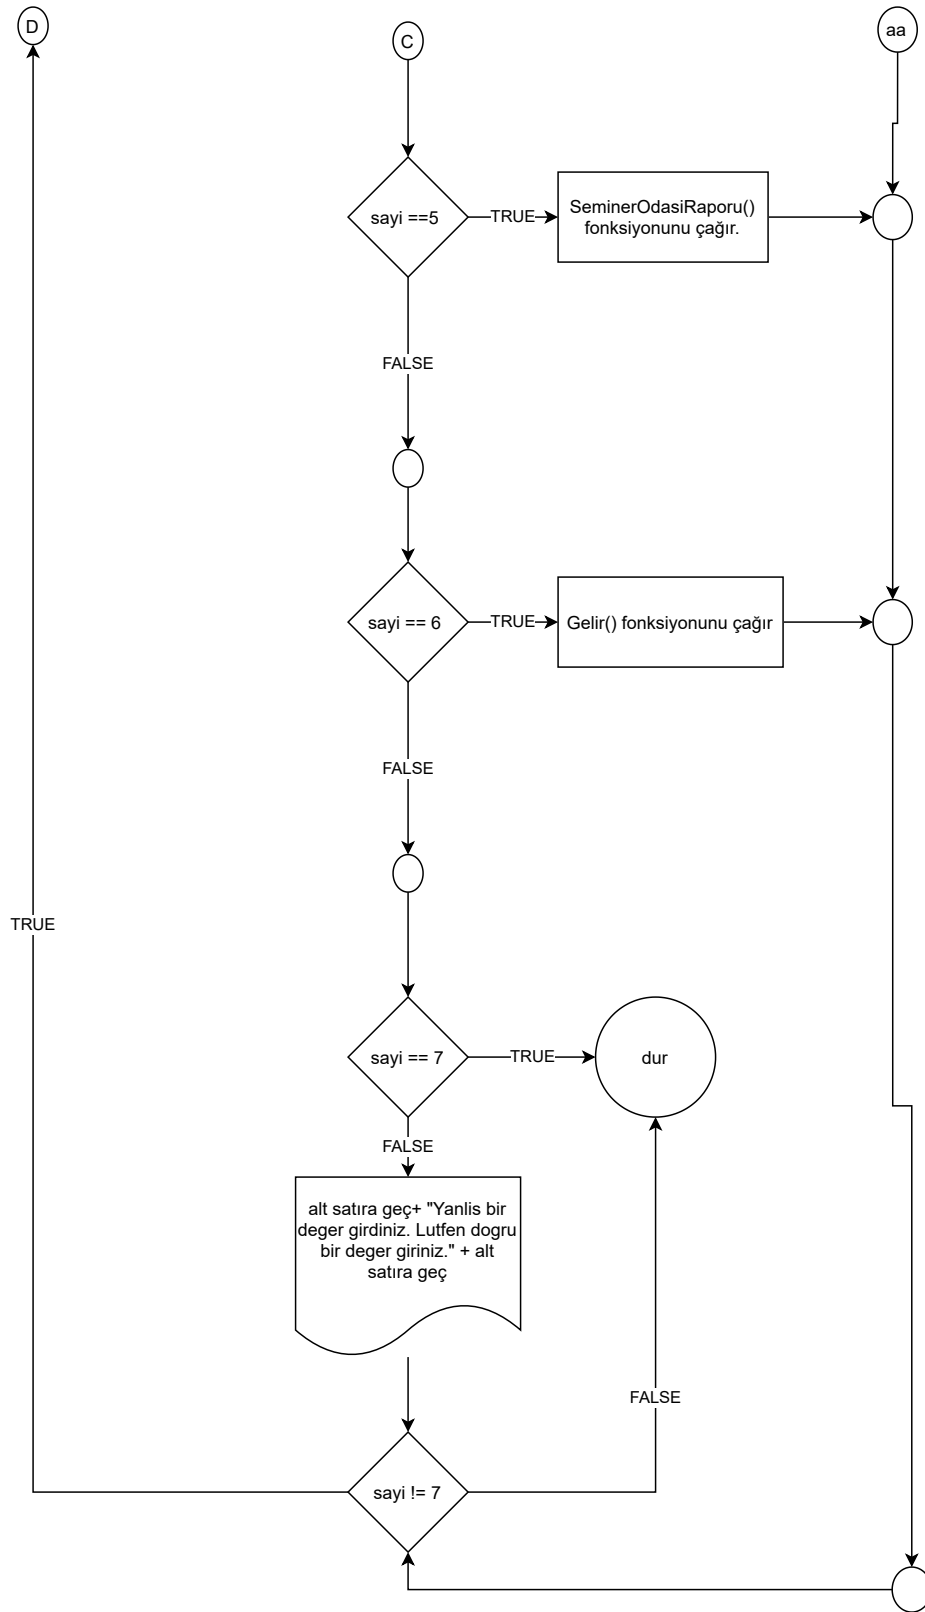 D
C
aa
sayi ==5
TRUE
SeminerOdasiRaporu()
fonksiyonunu çağır.
FALSE
sayi == 6
TRUE
Gelir() fonksiyonunu çağır
FALSE
TRUE
sayi == 7
TRUE
dur
FALSE
alt satıra geç+ "Yanlis bir
deger girdiniz. Lutfen dogru
bir deger giriniz." + alt
satıra geç
FALSE
sayi != 7